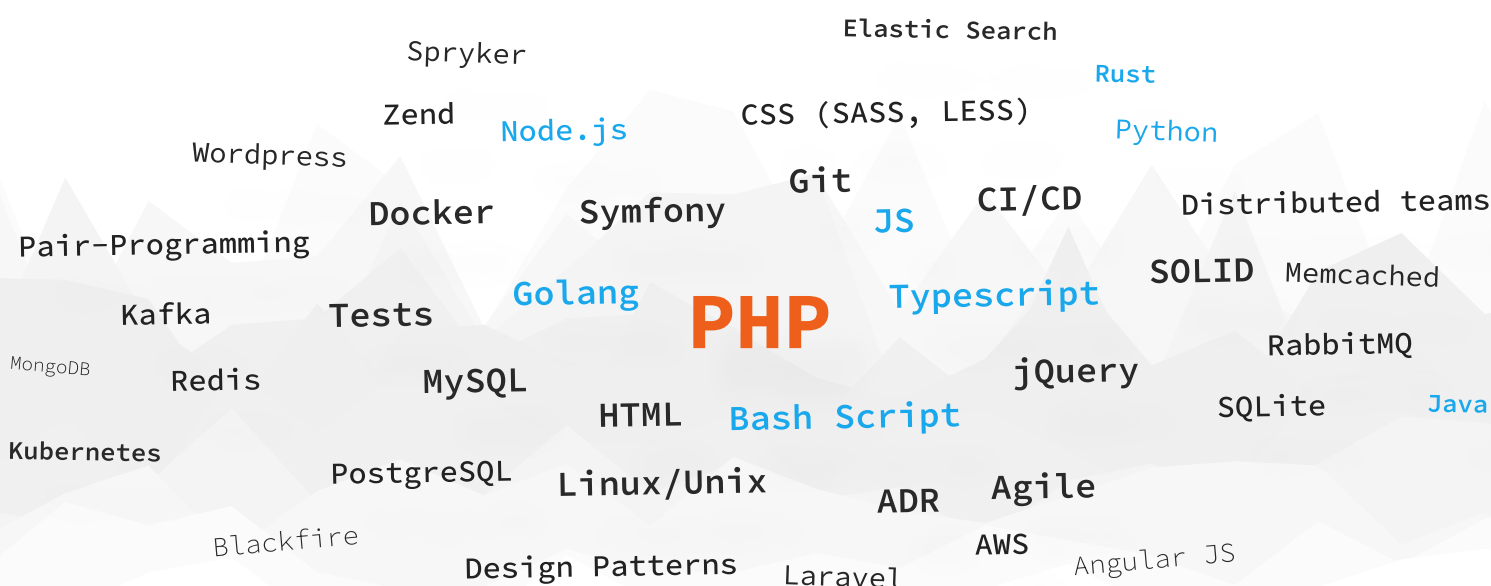 Elastic Search
Spryker
Rust
Zend
Node.js
CSS (SASS, LESS)
Python
Wordpress
Git
Docker
Symfony
JS
CI/CD
Distributed teams
Pair-Programming
SOLID
Memcached
Kafka
Tests
Golang
PHP
Typescript
RabbitMQ
MongoDB
Redis
MySQL
jQuery
HTML
Bash Script
SQLite
Java
Kubernetes
PostgreSQL
Linux/Unix
ADR
Agile
Blackfire
AWS
Angular JS
Design Patterns
Laravel